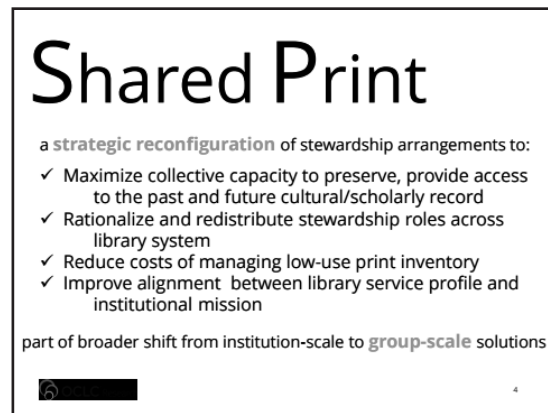 Shared Print
a strategic reconfiguration of stewardship arrangements to:
✓ Maximize collective capacity to preserve, provide access
to the past and future cultural/scholarly record
✓ Rationalize and redistribute stewardship roles across
library system
✓ Reduce costs of managing low-use print inventory
✓ Improve alignment between library service profile and
institutional mission
part of broader shift from institution-scale to group-scale solutions
OCLC
4